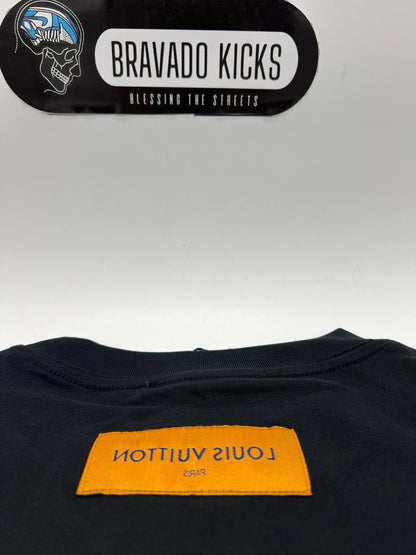 BRAVADO KICKS
BLESSING THE STREETS
LOUIS VUITTON
PARIS